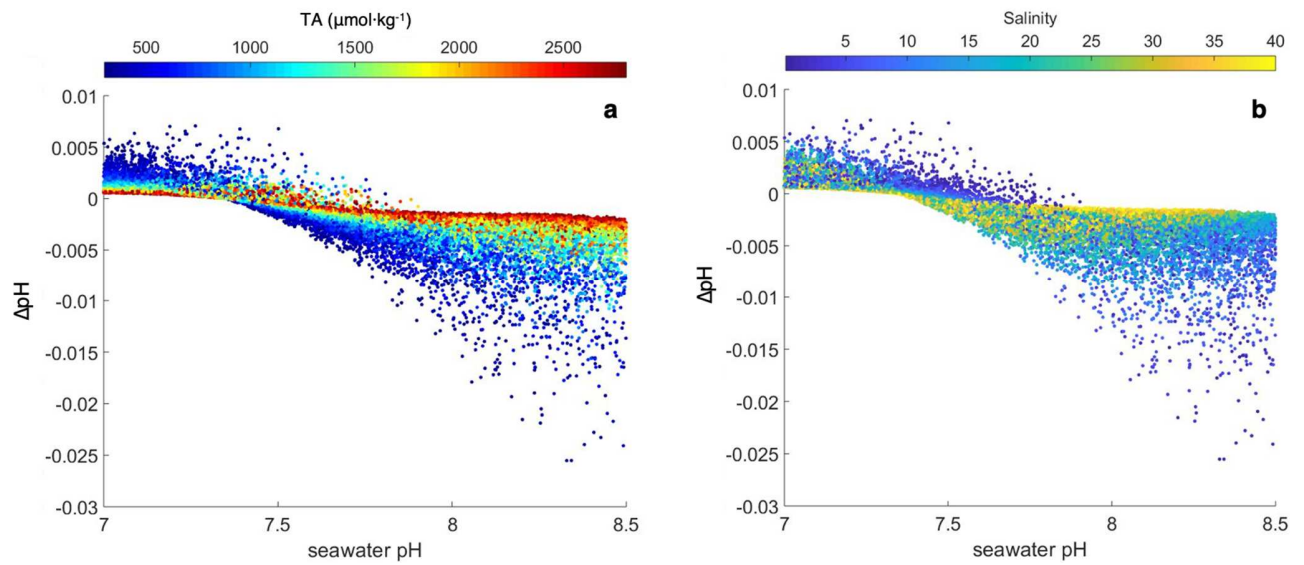 TA (μmol·kg⁻¹)
500 1000 1500 2000 2500
a
0.01
0.005
0
-0.005
-0.01
-0.015
-0.02
-0.025
-0.03
ΔpH
7 7.5 8 8.5
seawater pH
Salinity
5 10 15 20 25 30 35 40
b
0.01
0.005
0
-0.005
-0.01
-0.015
-0.02
-0.025
-0.03
ΔpH
7 7.5 8 8.5
seawater pH